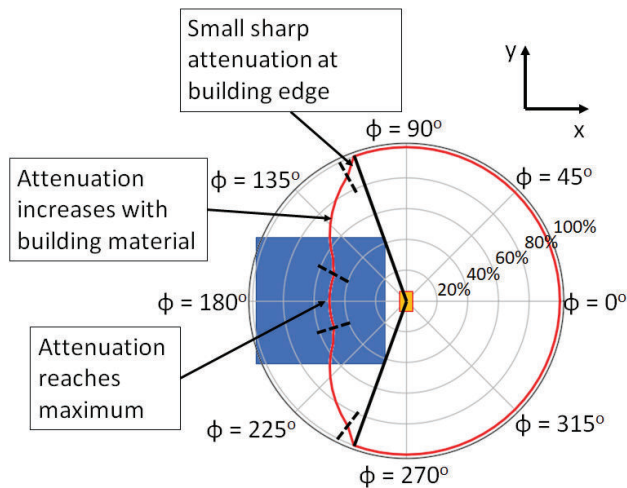 Small sharp
attenuation at
building edge
y
x
ϕ = 90°
ϕ = 135°
ϕ = 45°
Attenuation
increases with
building material
100%
80%
60%
40%
20%
ϕ = 180°
ϕ = 0°
Attenuation
reaches
maximum
ϕ = 225°
ϕ = 315°
ϕ = 270°